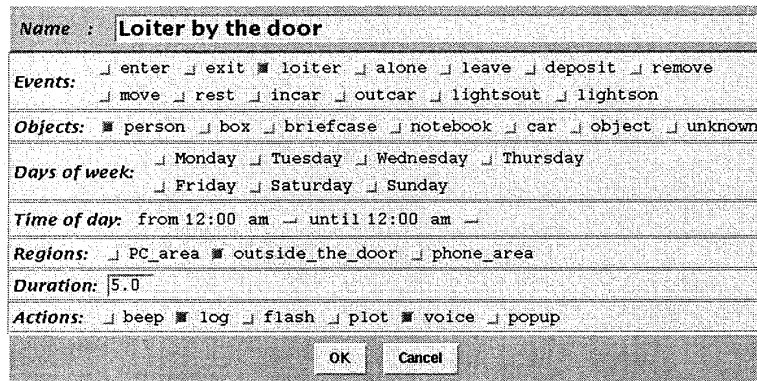 Name : Loiter by the door
Events: enter exit loiter alone leave deposit remove
move rest incar outcar lightsout lightson
Objects: person box briefcase notebook car object unknown
Days of week: Monday Tuesday Wednesday Thursday
Friday Saturday Sunday
Time of day: from 12:00 am until 12:00 am
Regions: PC_area outside_the_door phone_area
Duration: 5.0
Actions: beep log flash plot voice popup
OK Cancel